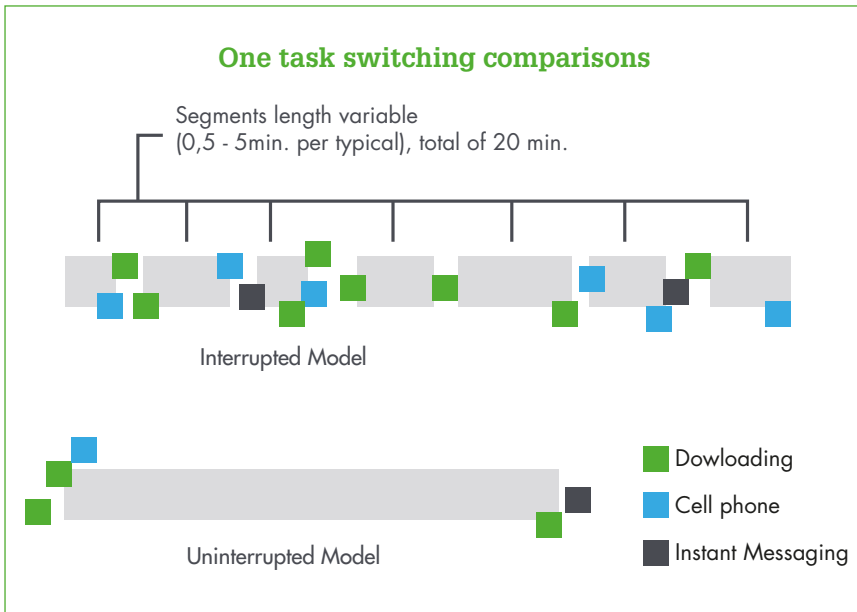 One task switching comparisons
Segments length variable
(0,5 - 5min. per typical), total of 20 min.
Interrupted Model
Dowloading
Cell phone
Instant Messaging
Uninterrupted Model